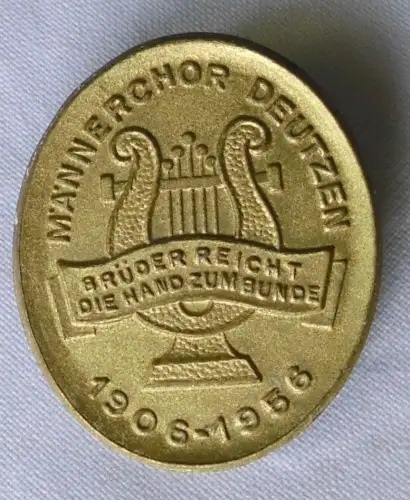 MÄNNERCHOR DEUTZEN
BRÜDER REICHT
DIE HAND ZUM BUNDE
1906-1956